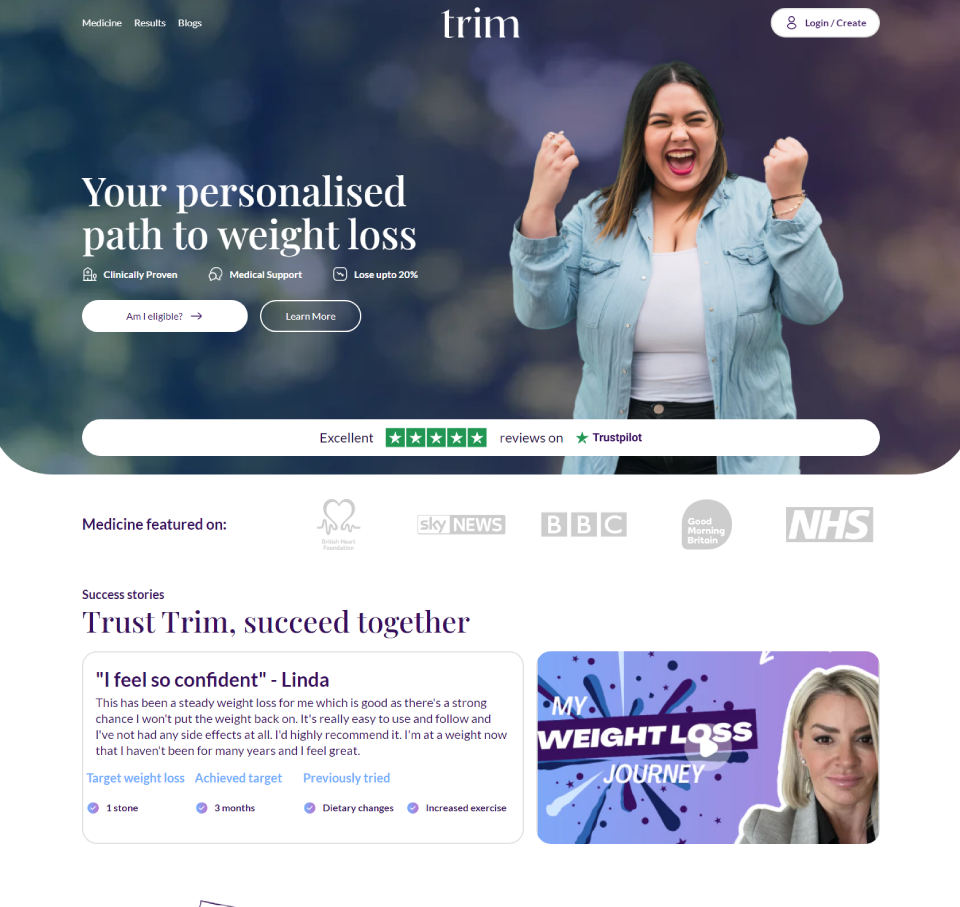 Medicine Results Blogs
trim
Login / Create
Your personalised
path to weight loss
Clinically Proven Medical Support Lose upto 20%
Am I eligible? Learn More
Excellent reviews on Trustpilot
Medicine featured on:
British Heart
Foundation
sky NEWS
BBC
Good
Morning
Britain
NHS
Success stories
Trust Trim, succeed together
"I feel so confident" - Linda
This has been a steady weight loss for me which is good as there's a strong
chance I won't put the weight back on. It's really easy to use and follow and
I've not had any side effects at all. I'd highly recommend it. I'm at a weight now
that I haven't been for many years and I feel great.
Target weight loss Achieved target Previously tried
1 stone 3 months Dietary changes Increased exercise
MY
WEIGHT LOSS
JOURNEY